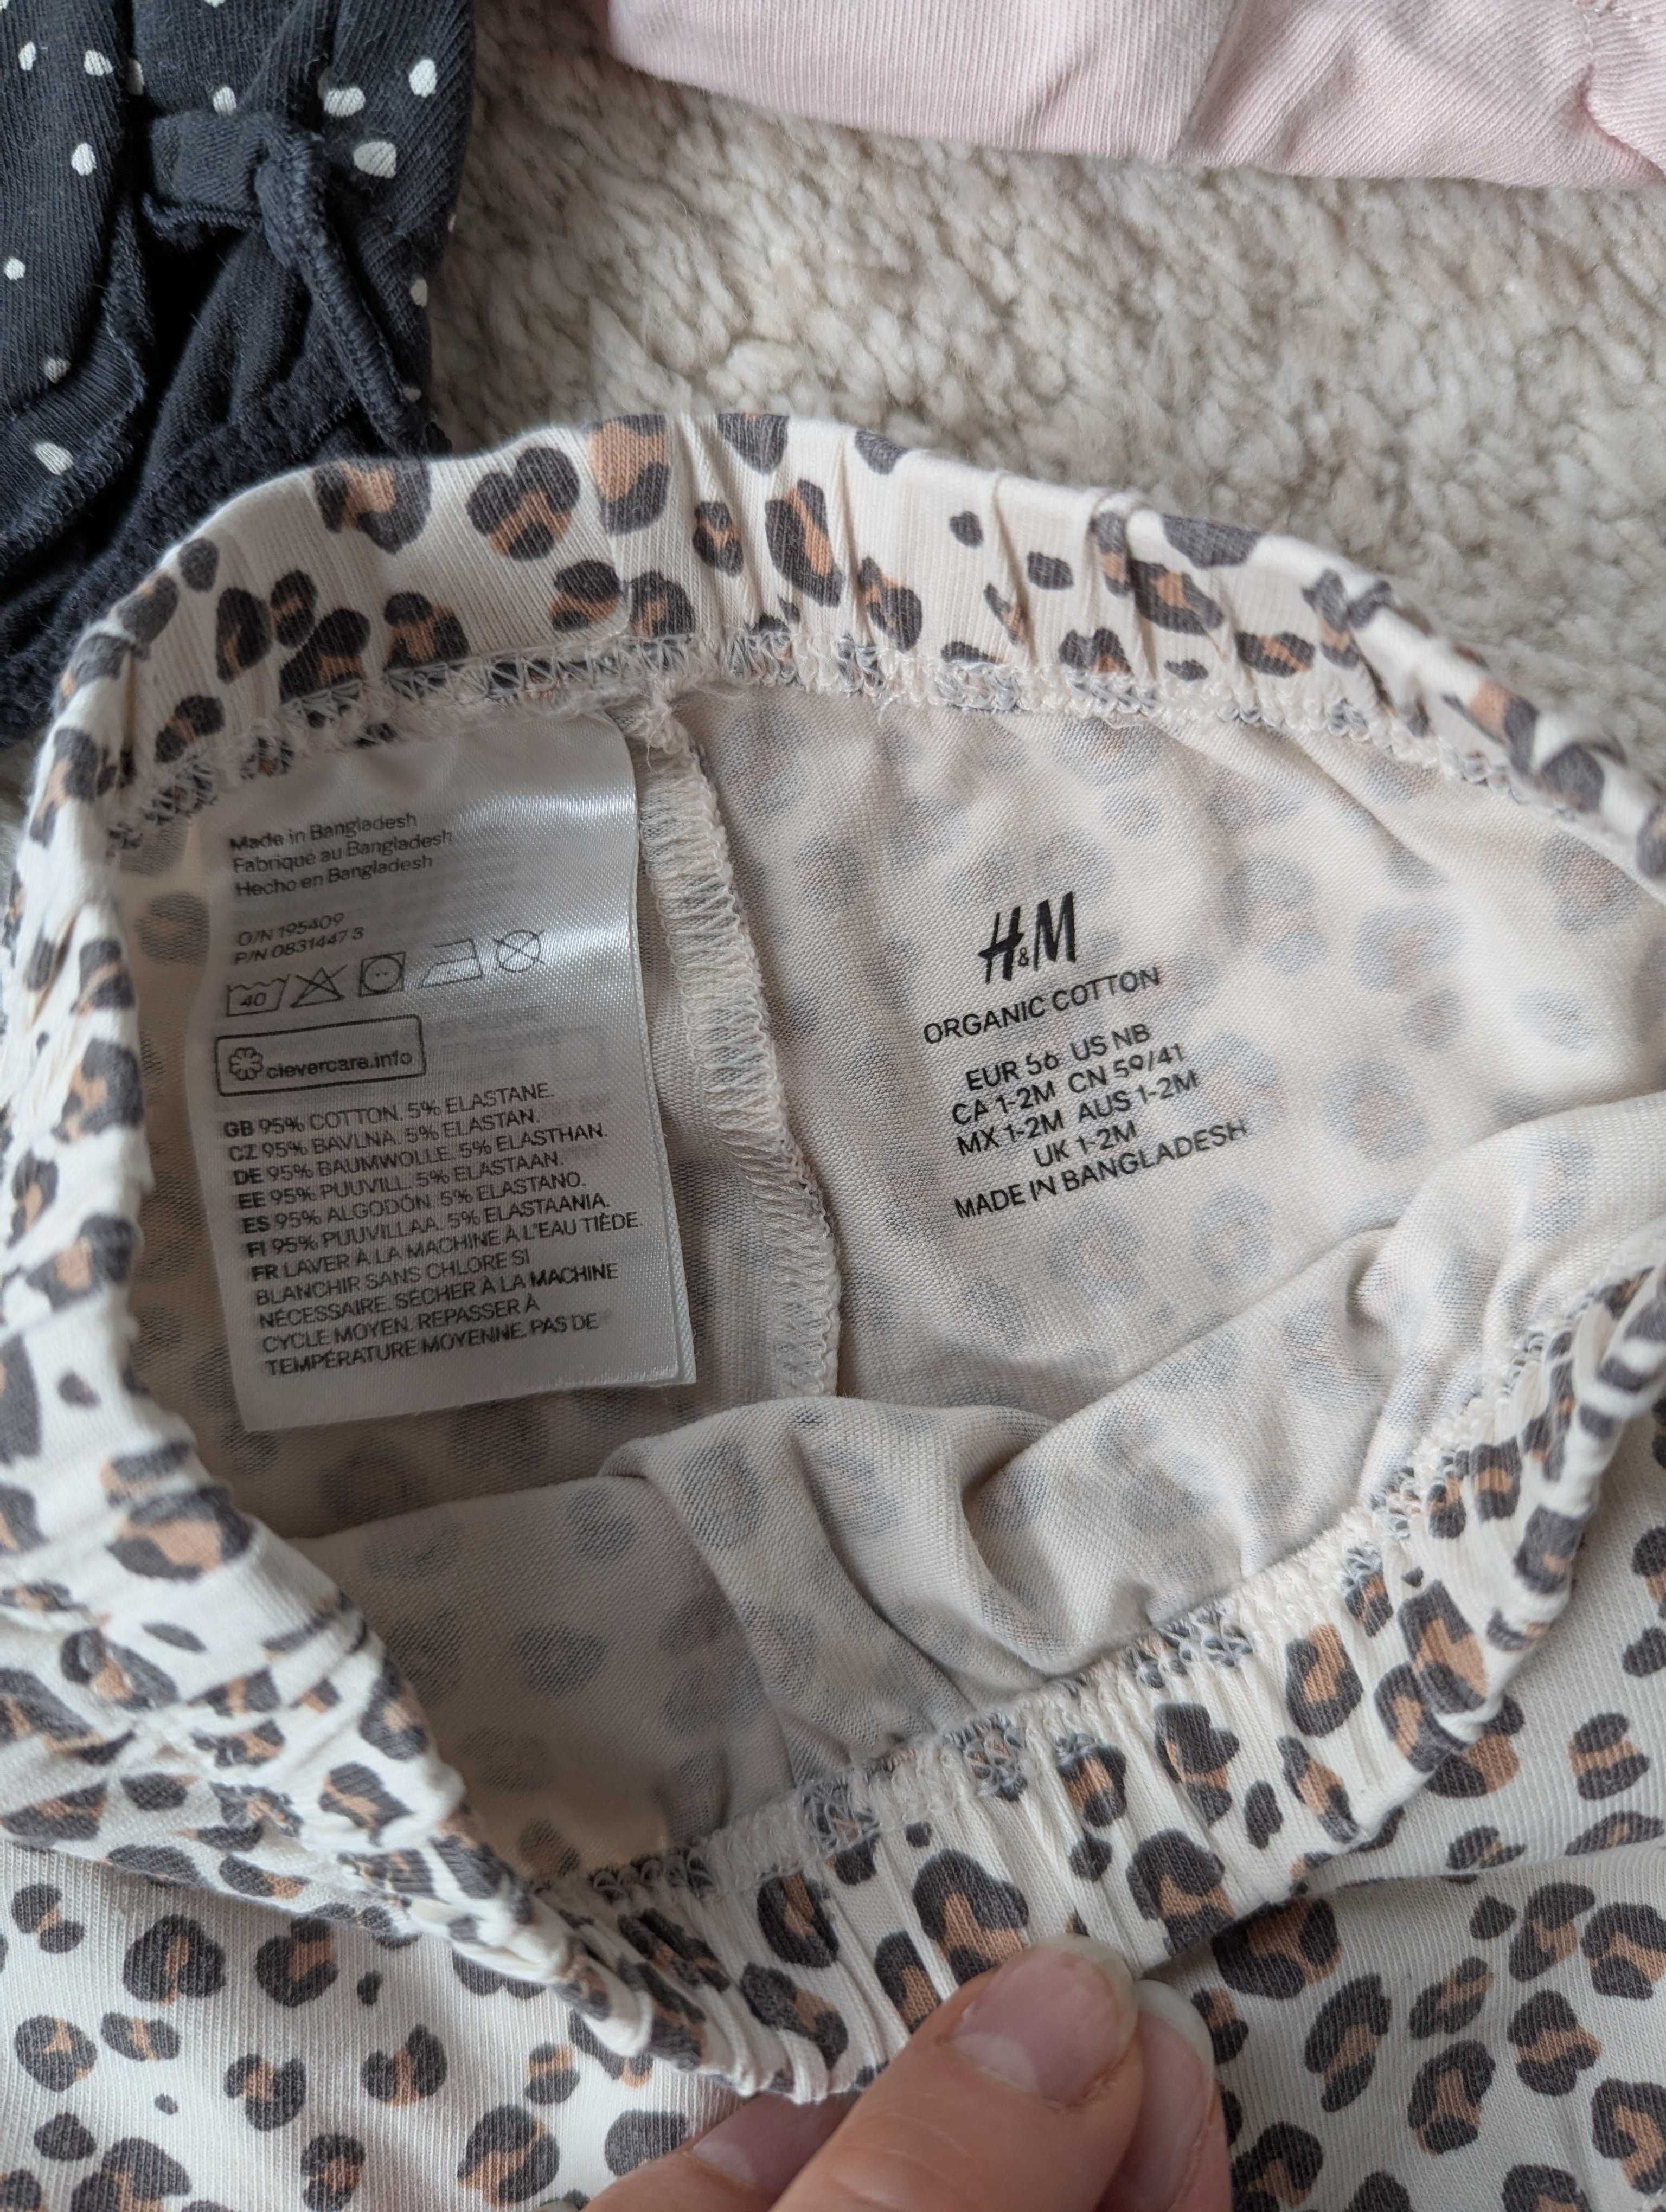 Made in Bangladesh
Fabriqué au Bangladesh
Hecho en Bangladesh
O/N 195409
P/N 0831447 3
40
clevercare.info
GB 95% COTTON. 5% ELASTANE.
CZ 95% BAVLNA. 5% ELASTAN.
DE 95% BAUMWOLLE. 5% ELASTHAN.
EE 95% PUUVILL. 5% ELASTAAN.
ES 95% ALGODÓN. 5% ELASTANO.
FI 95% PUUVILLAA. 5% ELASTAANIA.
FR LAVER À LA MACHINE À L'EAU TIÈDE.
BLANCHIR SANS CHLORE SI
NÉCESSAIRE. SÉCHER À LA MACHINE
CYCLE MOYEN. REPASSER À
TEMPÉRATURE MOYENNE. PAS DE
H&M
ORGANIC COTTON
EUR 56 US NB
CA 1-2M CN 59/41
MX 1-2M AUS 1-2M
UK 1-2M
MADE IN BANGLADESH